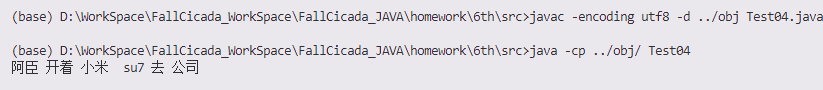 (base) D:\WorkSpace\FallCicada_WorkSpace\FallCicada_JAVA\homework\6th\src>javac -encoding utf8 -d ../obj Test04.java
(base) D:\WorkSpace\FallCicada_WorkSpace\FallCicada_JAVA\homework\6th\src>java -cp ../obj/ Test04
阿臣 开着 小米  su7 去 公司